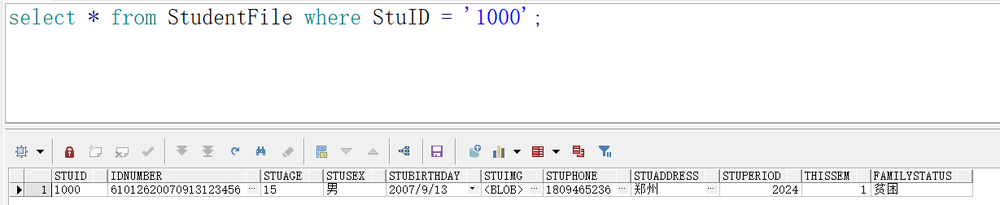 select * from StudentFile where StuID = '1000';
STUID IDNUMBER STUAGE STUSEX STUBIRTHDAY STUIMG STUPHONE STUADDRESS STUPERIOD THISSEM FAMILYSTATUS
1 1000 61012620070913123456 ... 15 男 2007/9/13 <BLOB> ... 1809465236 ... 郑州 ... 2024 1 贫困